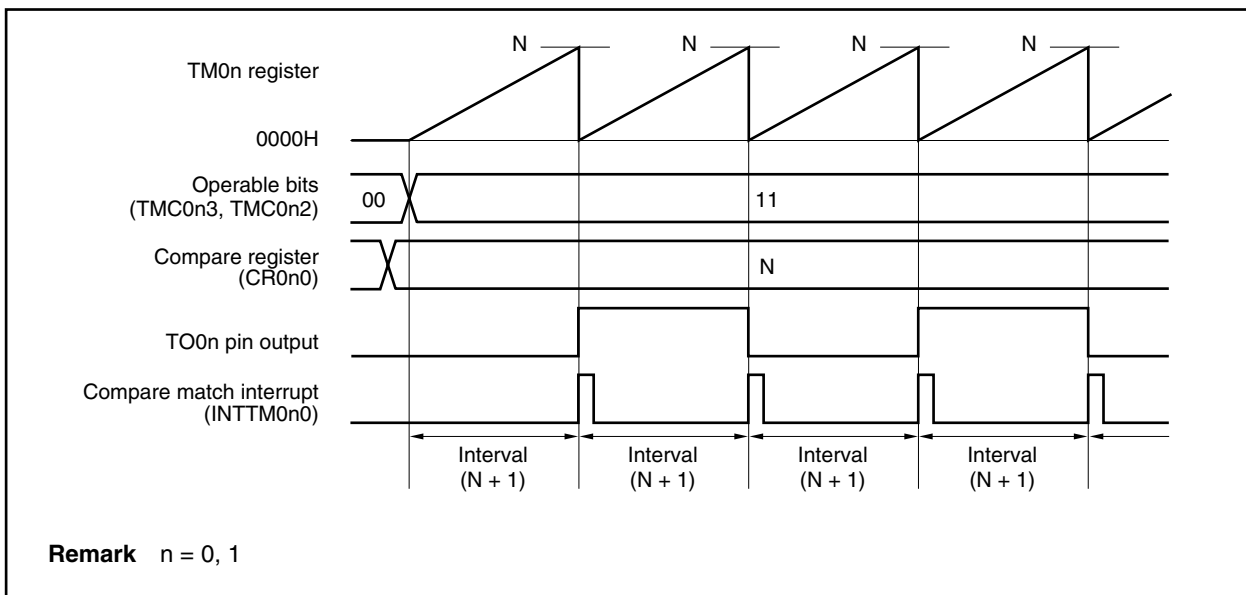 N N N N
TM0n register
0000H
Operable bits
(TMC0n3, TMC0n2)
00 11
Compare register
(CR0n0)
N
TO0n pin output
Compare match interrupt
(INTTM0n0)
Interval Interval Interval Interval
(N + 1) (N + 1) (N + 1) (N + 1)
Remark n = 0, 1